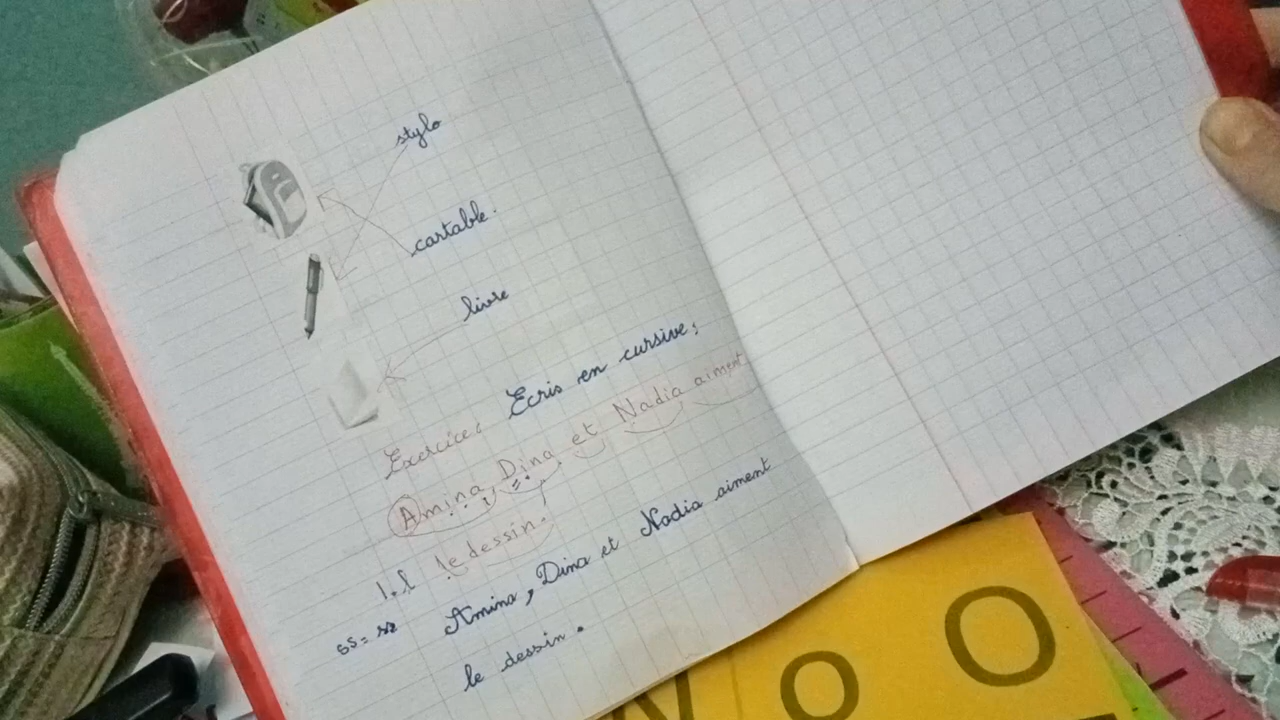 stylo
cartable.
livre
Exercice: Ecris en cursive:
Amina, Dina et Nadia aiment
le dessin.
Amina, Dina et Nadia aiment
le dessin.
o O